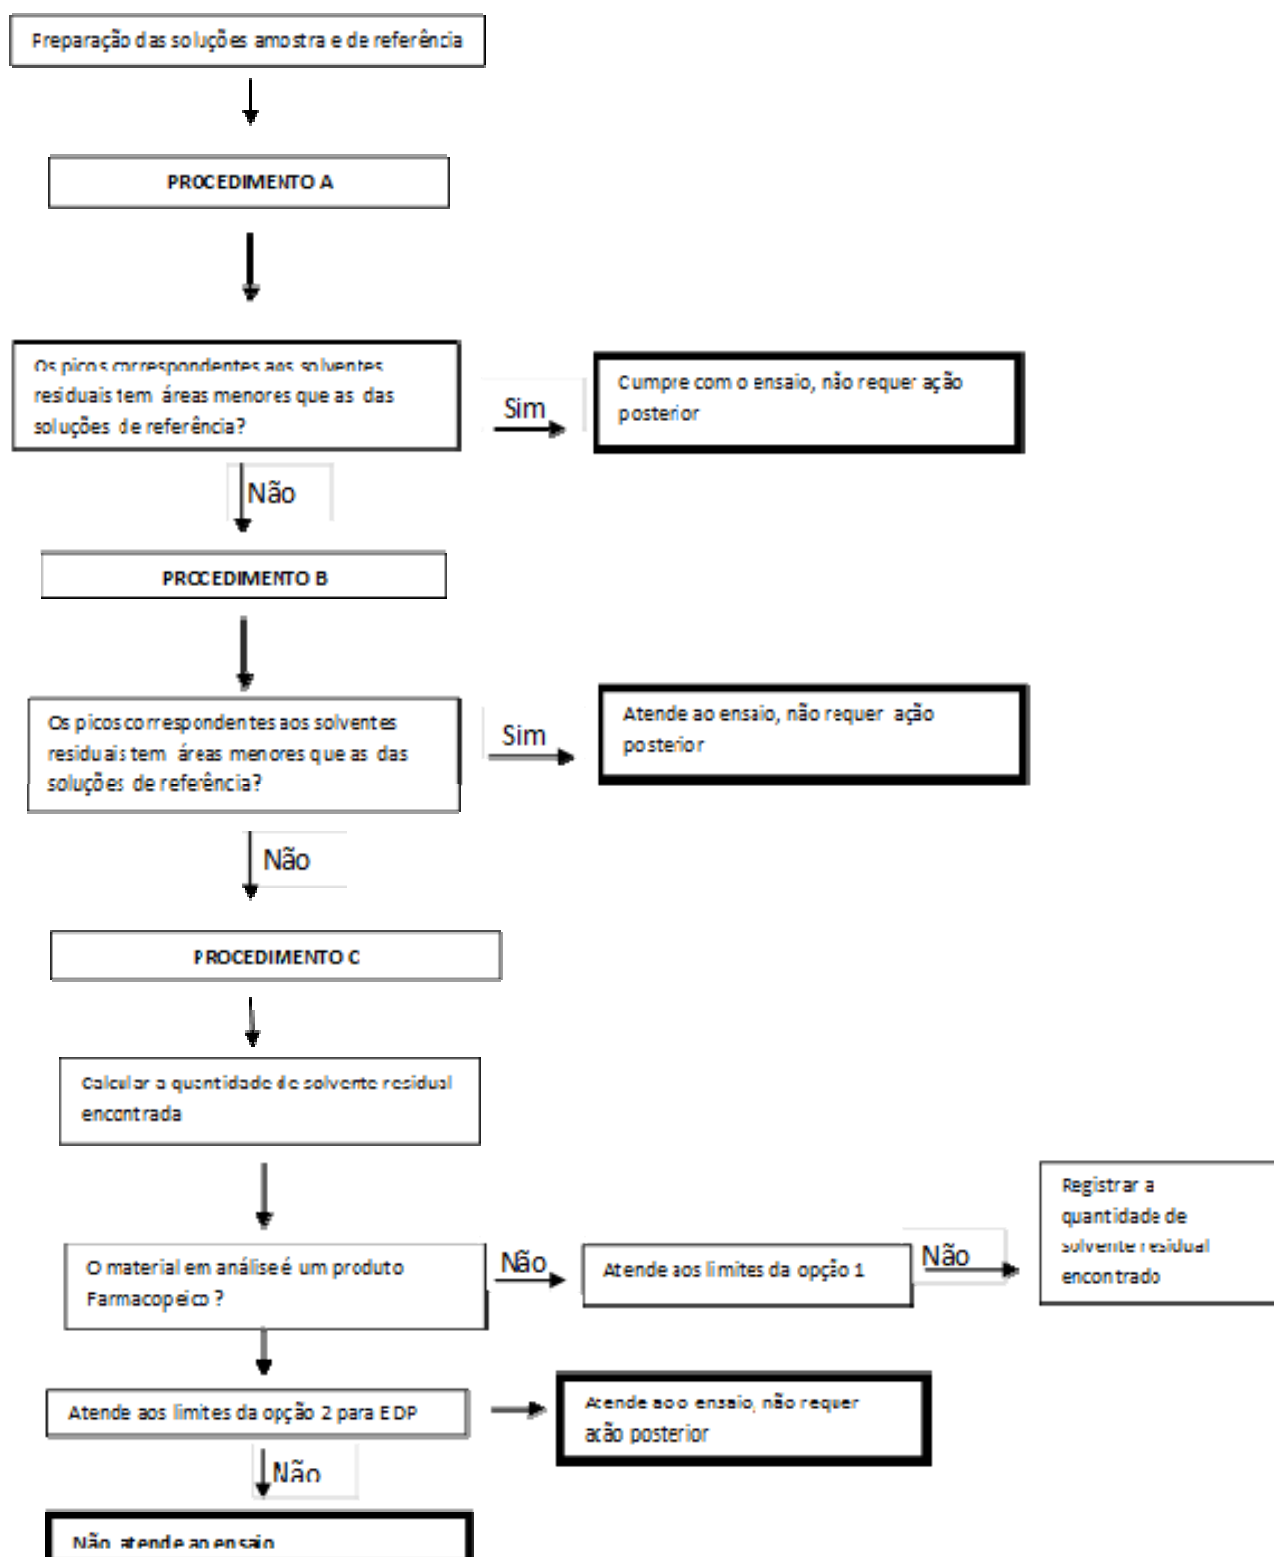 Preparação das soluções amostra e de referência
PROCEDIMENTO A
Os picos correspondentes aos solventes
residuais tem áreas menores que as das
soluções de referência?
Sim
Cumpre com o ensaio, não requer ação
posterior
Não
PROCEDIMENTO B
Os picos correspondentes aos solventes
residuais tem áreas menores que as das
soluções de referência?
Sim
Atende ao ensaio, não requer ação
posterior
Não
PROCEDIMENTO C
Calcular a quantidade de solvente residual
encontrada
O material em análise é um produto
Farmacopeico?
Não
Atende aos limites da opção 1
Não
Registrar a
quantidade de
solvente residual
encontrado
Atende aos limites da opção 2 para EDP
Atende ao o ensaio, não requer
ação posterior
Não
Não atende ao ensaio